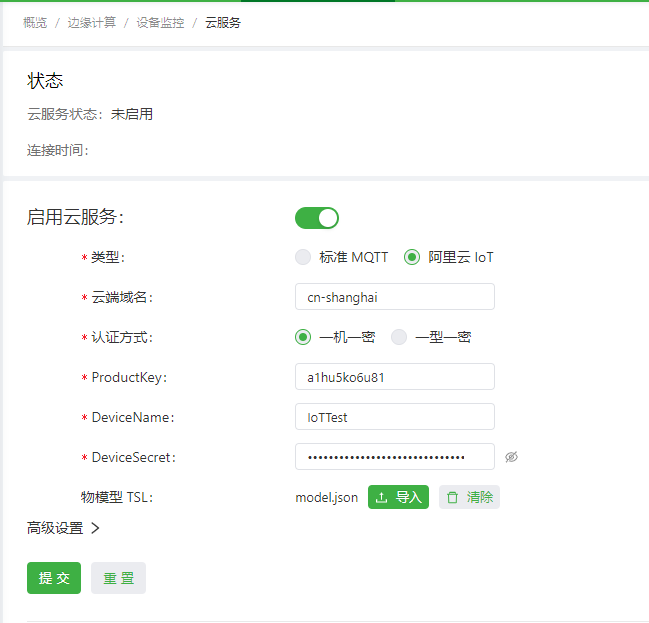 概览 / 边缘计算 / 设备监控 / 云服务
状态
云服务状态: 未启用
连接时间:
启用云服务:
* 类型: 标准 MQTT 阿里云 IoT
* 云端域名: cn-shanghai
* 认证方式: 一机一密 一型一密
* ProductKey: a1hu5ko6u81
* DeviceName: IoTTest
* DeviceSecret: ••••••••••••••••••••••••••••••
物模型 TSL: model.json 导入 清除
高级设置 >
提交 重置